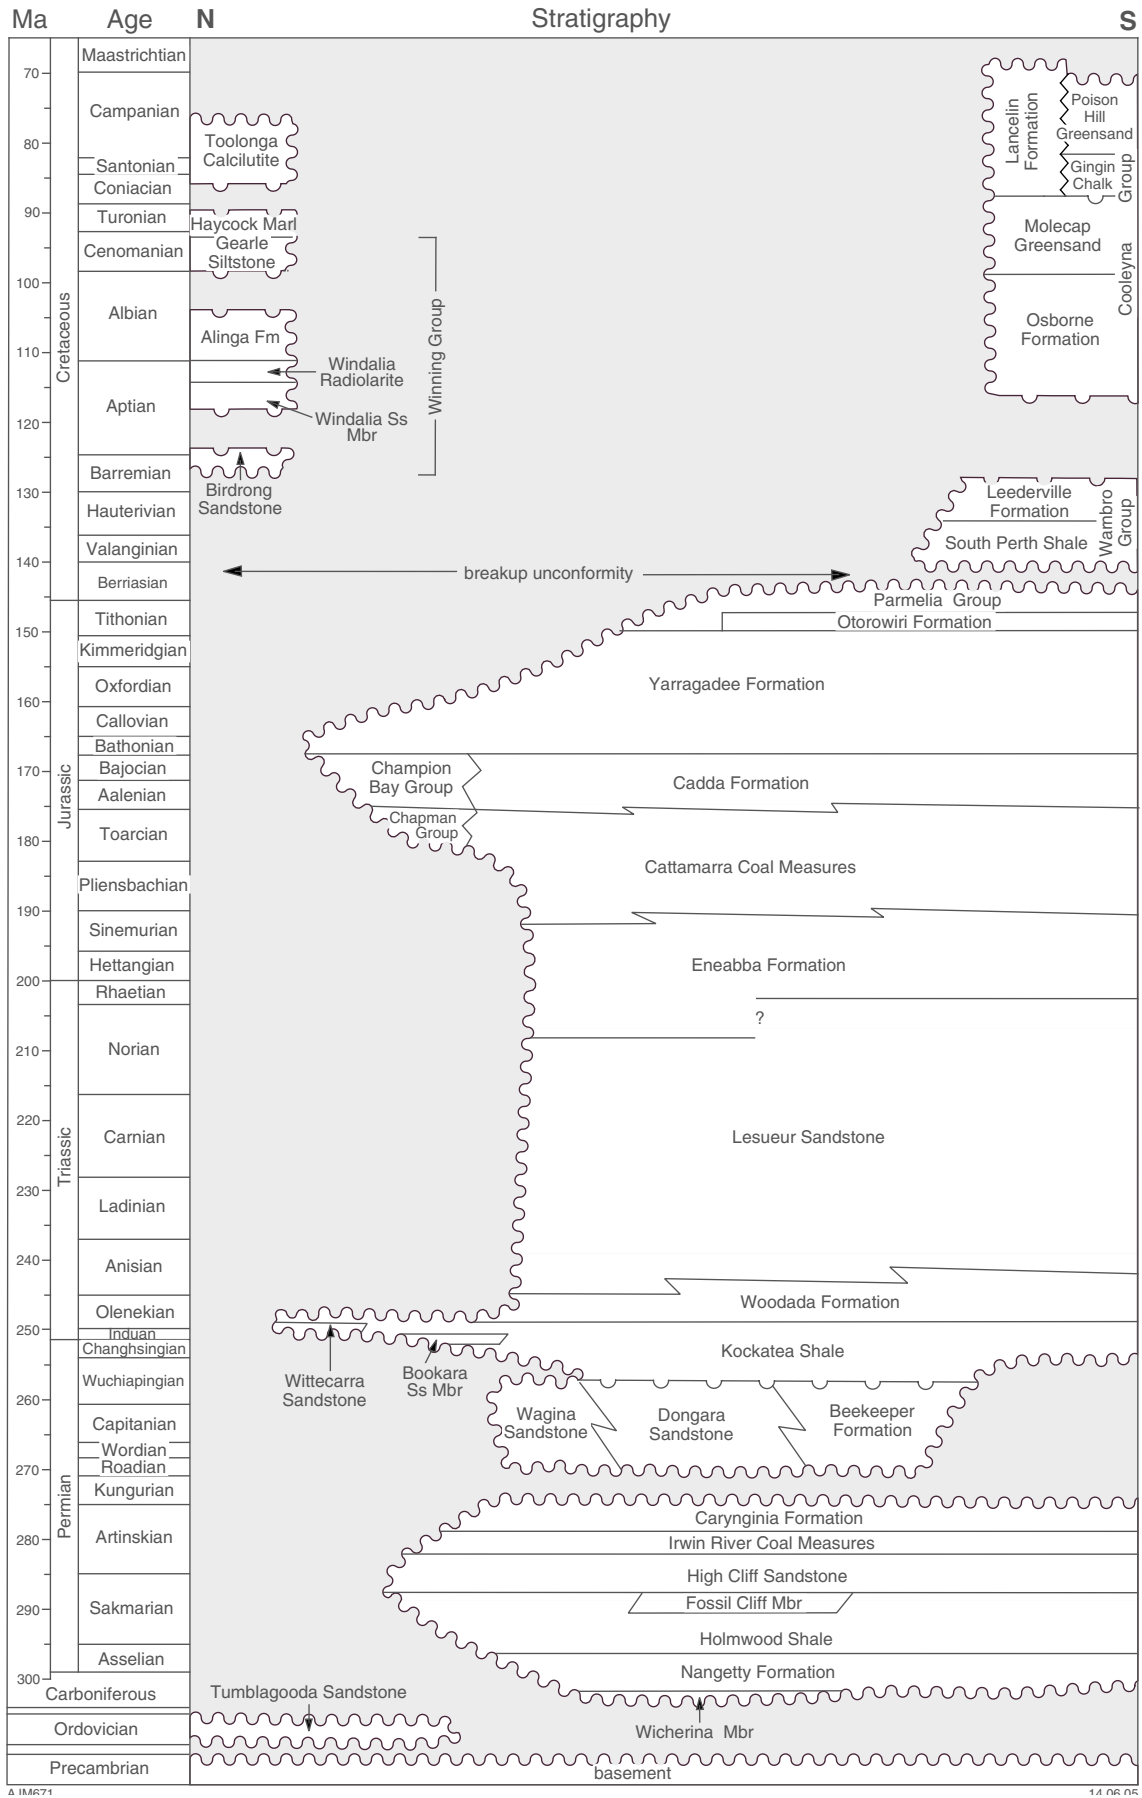 Ma
Age
N
Stratigraphy
S
70
80
90
100
110
120
130
140
150
160
170
180
190
200
210
220
230
240
250
260
270
280
290
300
Cretaceous
Jurassic
Triassic
Permian
Maastrichtian
Campanian
Santonian
Coniacian
Turonian
Cenomanian
Albian
Aptian
Barremian
Hauterivian
Valanginian
Berriasian
Tithonian
Kimmeridgian
Oxfordian
Callovian
Bathonian
Bajocian
Aalenian
Toarcian
Pliensbachian
Sinemurian
Hettangian
Rhaetian
Norian
Carnian
Ladinian
Anisian
Olenekian
Induan
Changhsingian
Wuchiapingian
Capitanian
Wordian
Roadian
Kungurian
Artinskian
Sakmarian
Asselian
Carboniferous
Ordovician
Precambrian
Toolonga
Calcilutite
Haycock Marl
Gearle
Siltstone
Alinga Fm
Windalia
Radiolarite
Windalia Ss
Mbr
Birdrong
Sandstone
Winning Group
Lancelin
Formation
Poison
Hill
Greensand
Gingin
Chalk
Molecap
Greensand
Osborne
Formation
Coolyena Group
Leederville
Formation
South Perth Shale
Wambro
Group
breakup unconformity
Parmelia Group
Otorowiri Formation
Yarragadee Formation
Champion
Bay Group
Cadda Formation
Chapman
Group
Cattamarra Coal Measures
Eneabba Formation
?
Lesueur Sandstone
Woodada Formation
Kockatea Shale
Wittecarra
Sandstone
Bookara
Ss Mbr
Wagina
Sandstone
Dongara
Sandstone
Beekeeper
Formation
Carynginia Formation
Irwin River Coal Measures
High Cliff Sandstone
Fossil Cliff Mbr
Holmwood Shale
Nangetty Formation
Wicherina Mbr
Tumblagooda Sandstone
basement
AJM671
14.06.05